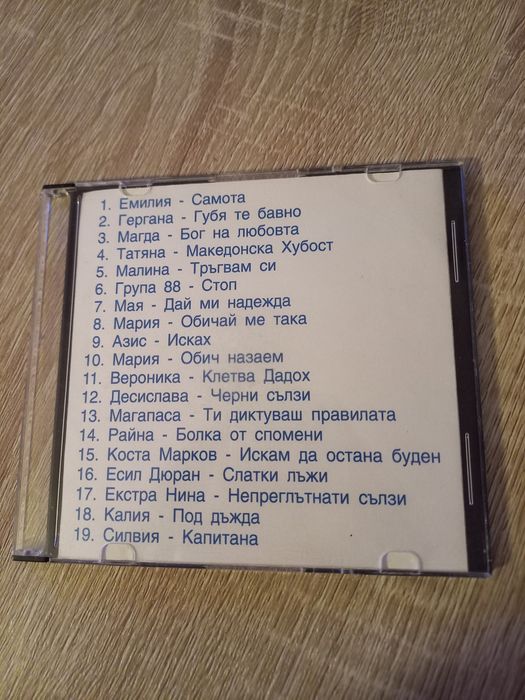 1. Емилия - Самота
2. Гергана - Губя те бавно
3. Магда - Бог на любовта
4. Татяна - Македонска Хубост
5. Малина - Тръгвам си
6. Група 88 - Стоп
7. Мая - Дай ми надежда
8. Мария - Обичай ме така
9. Азис - Исках
10. Мария - Обич назаем
11. Вероника - Клетва Дадох
12. Десислава - Черни сълзи
13. Магапаса - Ти диктуваш правилата
14. Райна - Болка от спомени
15. Коста Марков - Искам да остана буден
16. Есил Дюран - Слатки лъжи
17. Екстра Нина - Непреглътнати сълзи
18. Калия - Под дъжда
19. Силвия - Капитана